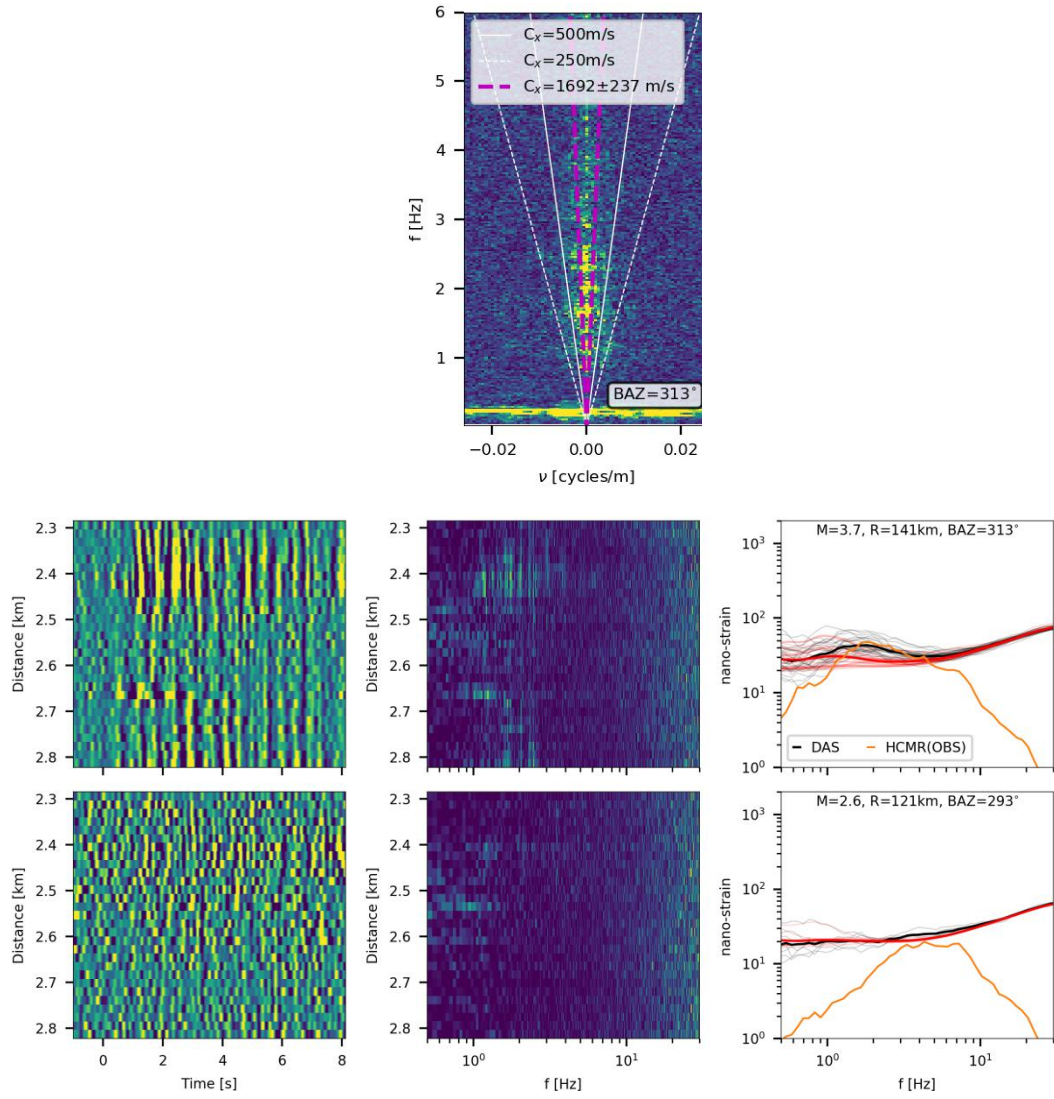 6
5
4
3
2
1
f [Hz]
C_x=500m/s
C_x=250m/s
C_x=1692±237 m/s
BAZ=313°
−0.02 0.00 0.02
ν [cycles/m]
2.3
2.4
2.5
2.6
2.7
2.8
Distance [km]
2.3
2.4
2.5
2.6
2.7
2.8
Distance [km]
M=3.7, R=141km, BAZ=313°
10³
10²
10¹
10⁰
nano-strain
DAS HCMR(OBS)
2.3
2.4
2.5
2.6
2.7
2.8
Distance [km]
0 2 4 6 8
Time [s]
2.3
2.4
2.5
2.6
2.7
2.8
Distance [km]
10⁰ 10¹
f [Hz]
M=2.6, R=121km, BAZ=293°
10³
10²
10¹
10⁰
nano-strain
10⁰ 10¹
f [Hz]